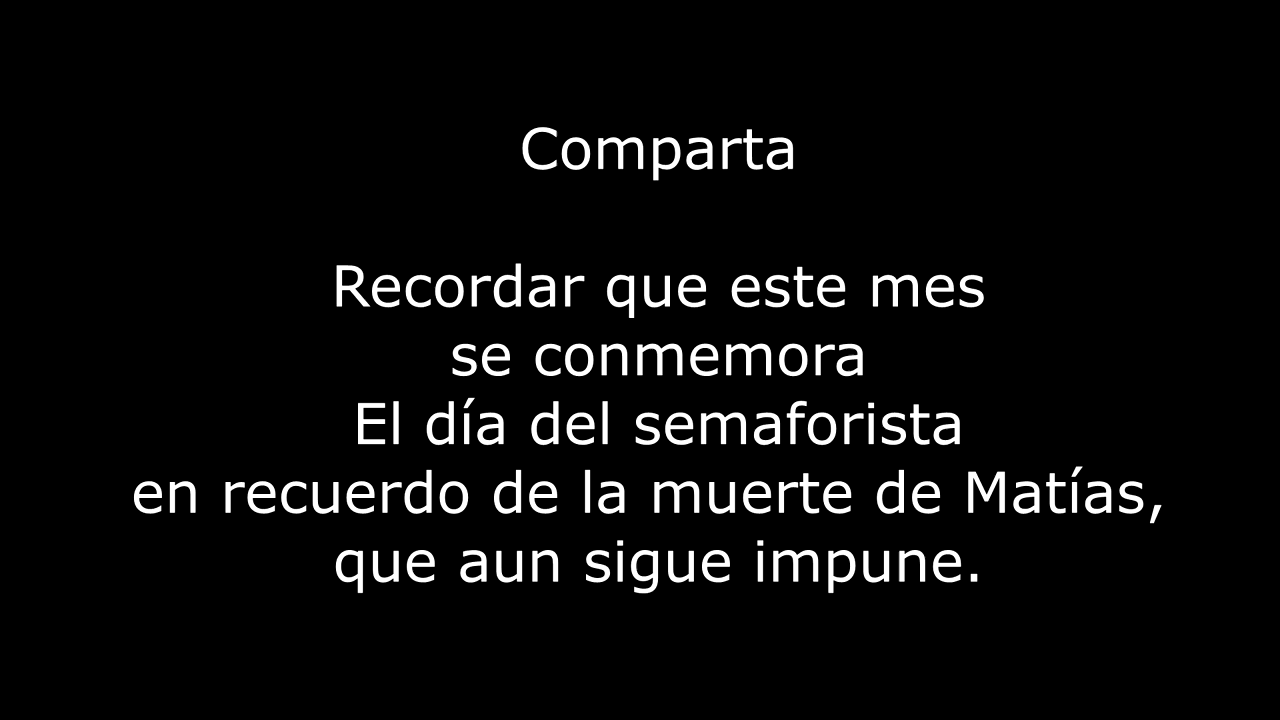 Comparta
Recordar que este mes
se conmemora
El día del semaforista
en recuerdo de la muerte de Matías,
que aun sigue impune.